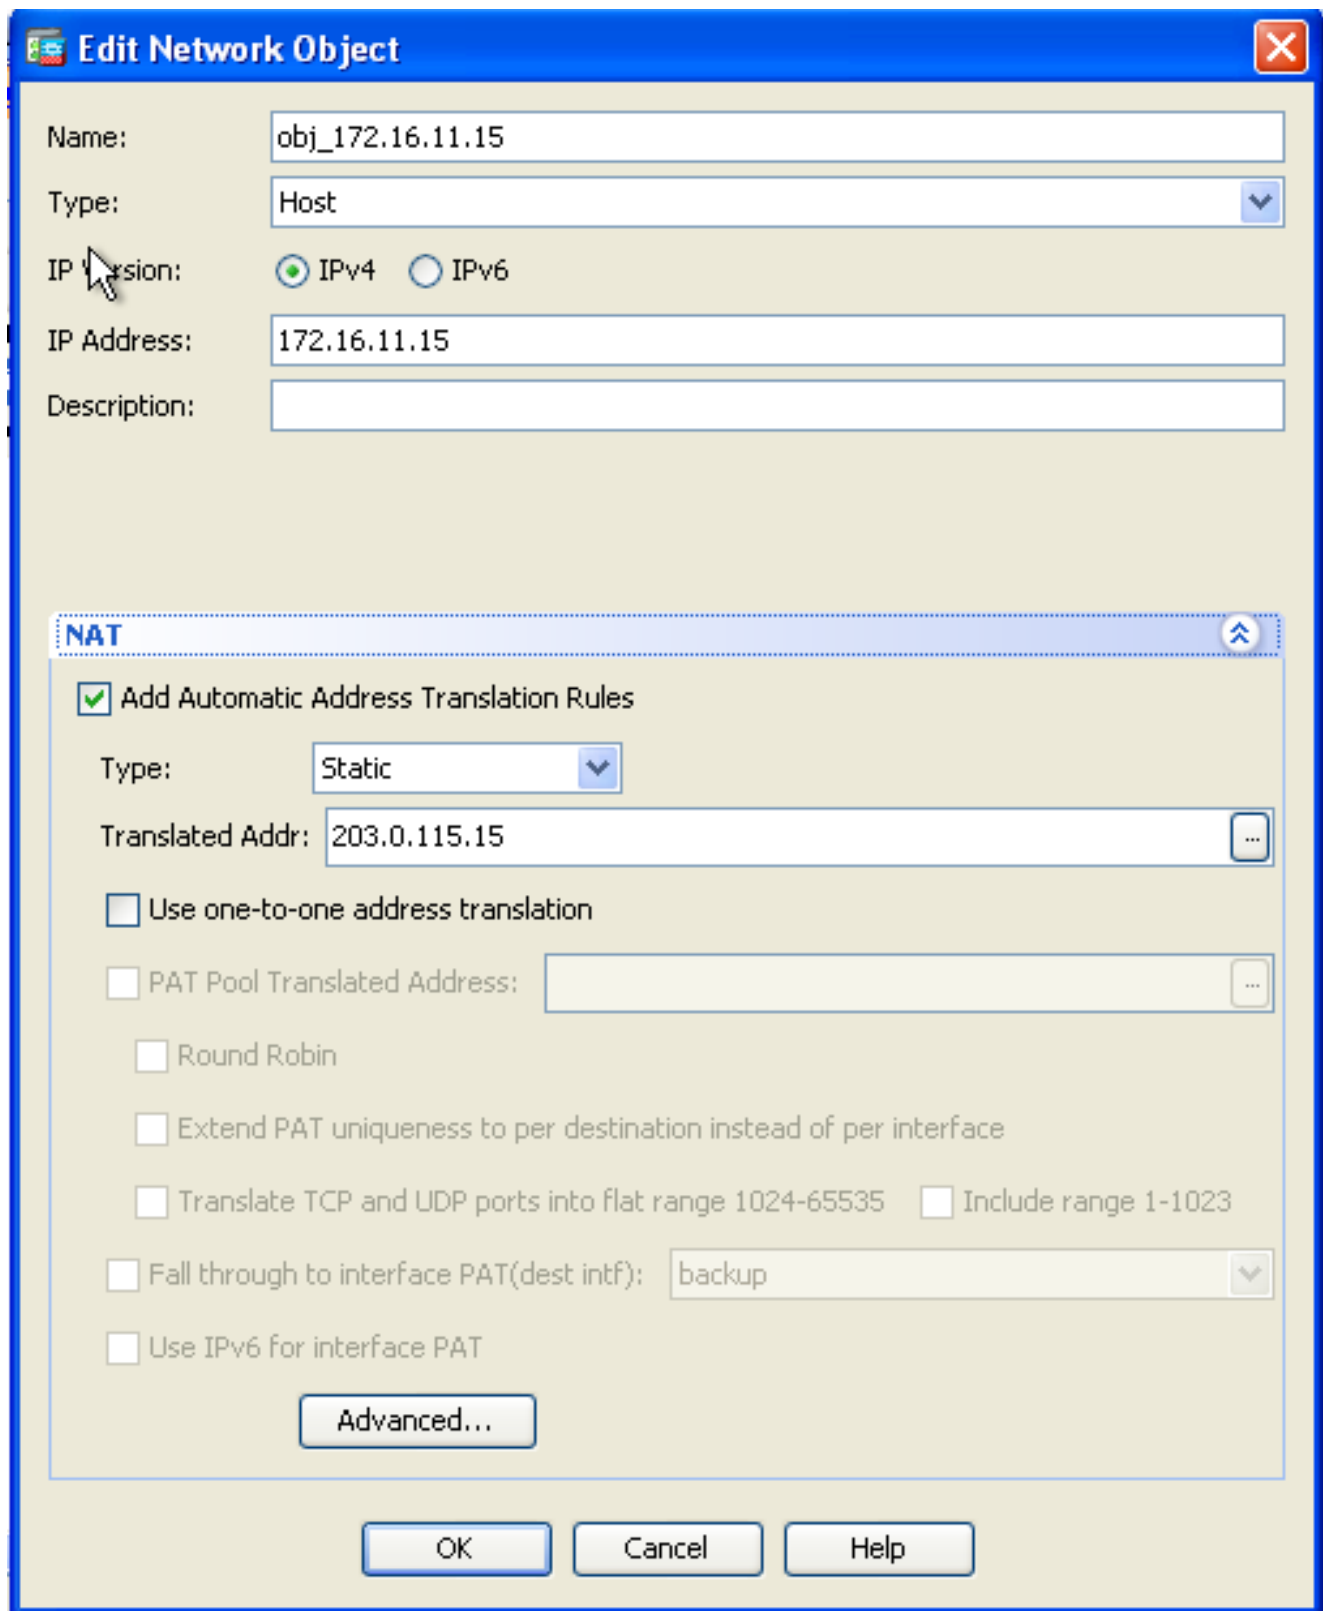 Edit Network Object
Name: obj_172.16.11.15
Type: Host
IP Version: IPv4 IPv6
IP Address: 172.16.11.15
Description:
NAT
Add Automatic Address Translation Rules
Type: Static
Translated Addr: 203.0.115.15 ...
Use one-to-one address translation
PAT Pool Translated Address: ...
Round Robin
Extend PAT uniqueness to per destination instead of per interface
Translate TCP and UDP ports into flat range 1024-65535 Include range 1-1023
Fall through to interface PAT(dest intf): backup
Use IPv6 for interface PAT
Advanced...
OK Cancel Help